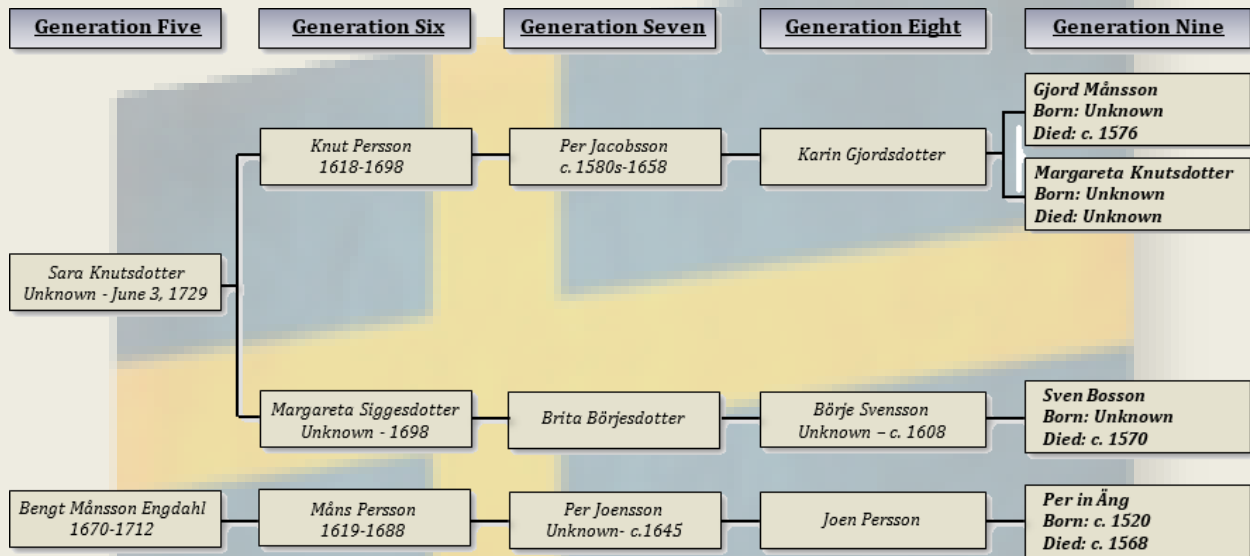 Generation Five
Generation Six
Generation Seven
Generation Eight
Generation Nine
Gjord Månsson
Born: Unknown
Died: c. 1576
Knut Persson
1618-1698
Per Jacobsson
c. 1580s-1658
Karin Gjordsdotter
Margareta Knutsdotter
Born: Unknown
Died: Unknown
Sara Knutsdotter
Unknown - June 3, 1729
Margareta Siggesdotter
Unknown - 1698
Brita Börjesdotter
Börje Svensson
Unknown – c. 1608
Sven Bosson
Born: Unknown
Died: c. 1570
Bengt Månsson Engdahl
1670-1712
Måns Persson
1619-1688
Per Joensson
Unknown- c.1645
Joen Persson
Per in Äng
Born: c. 1520
Died: c. 1568